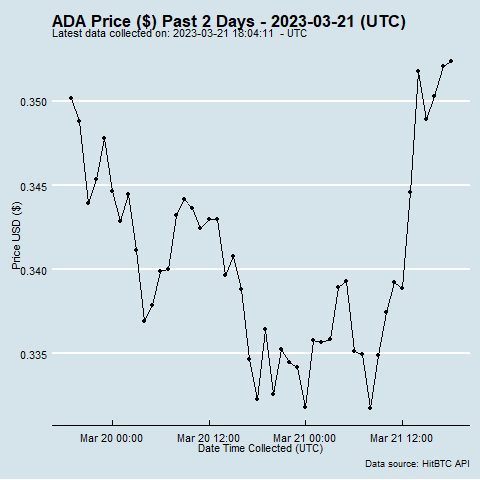 ADA Price ($) Past 2 Days - 2023-03-21 (UTC)
Latest data collected on: 2023-03-21 18:04:11  - UTC
0.350
0.345
0.340
0.335
Price USD ($)
Mar 20 00:00 Mar 20 12:00 Mar 21 00:00 Mar 21 12:00
Date Time Collected (UTC)
Data source: HitBTC API